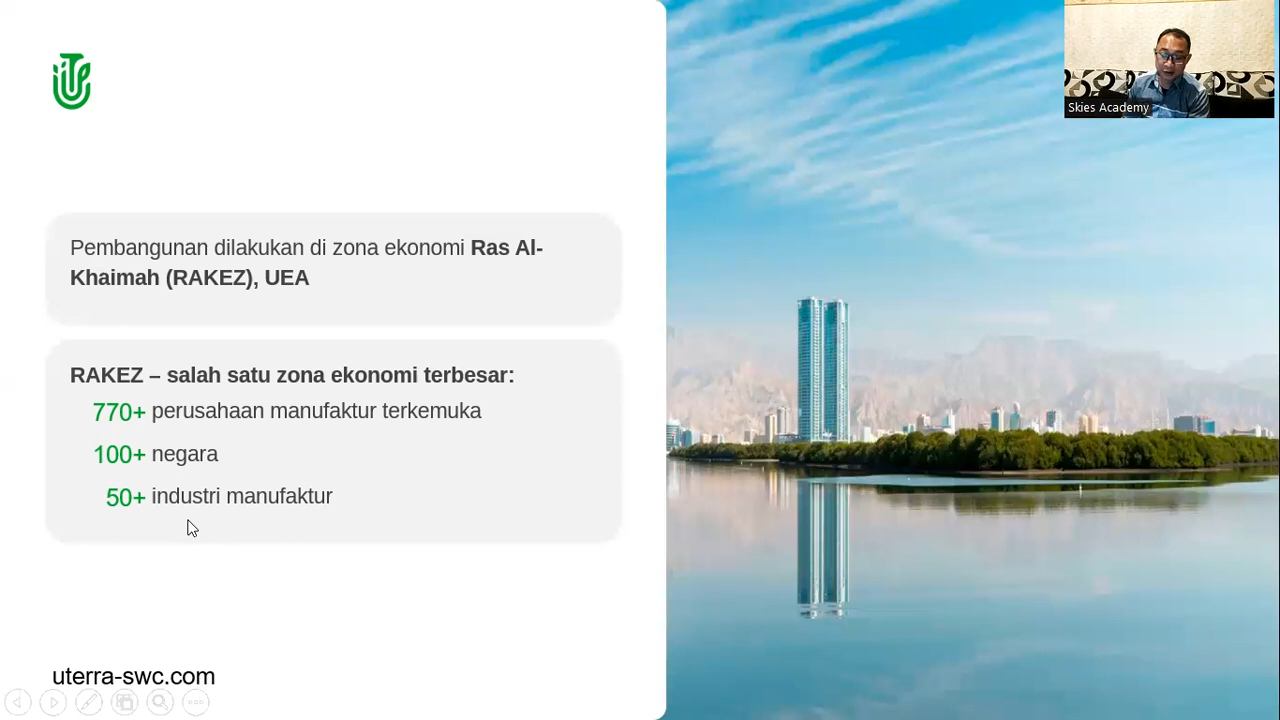 Skies Academy
Pembangunan dilakukan di zona ekonomi Ras Al-
Khaimah (RAKEZ), UEA
RAKEZ – salah satu zona ekonomi terbesar:
770+ perusahaan manufaktur terkemuka
100+ negara
50+ industri manufaktur
uterra-swc.com